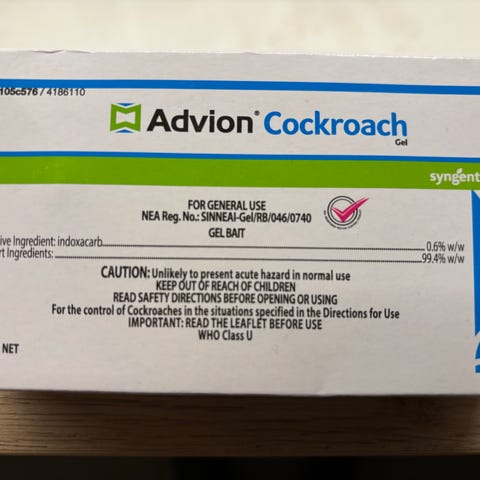 105c576 / 4186110
Advion® Cockroach
Gel
syngent
FOR GENERAL USE
NEA Reg. No.: SINNEAI-Gel/RB/046/0740
GEL BAIT
ive Ingredient: indoxacarb 0.6% w/w
rt Ingredients: 99.4% w/w
CAUTION: Unlikely to present acute hazard in normal use
KEEP OUT OF REACH OF CHILDREN
READ SAFETY DIRECTIONS BEFORE OPENING OR USING
For the control of Cockroaches in the situations specified in the Directions for Use
IMPORTANT: READ THE LEAFLET BEFORE USE
WHO Class U
NET